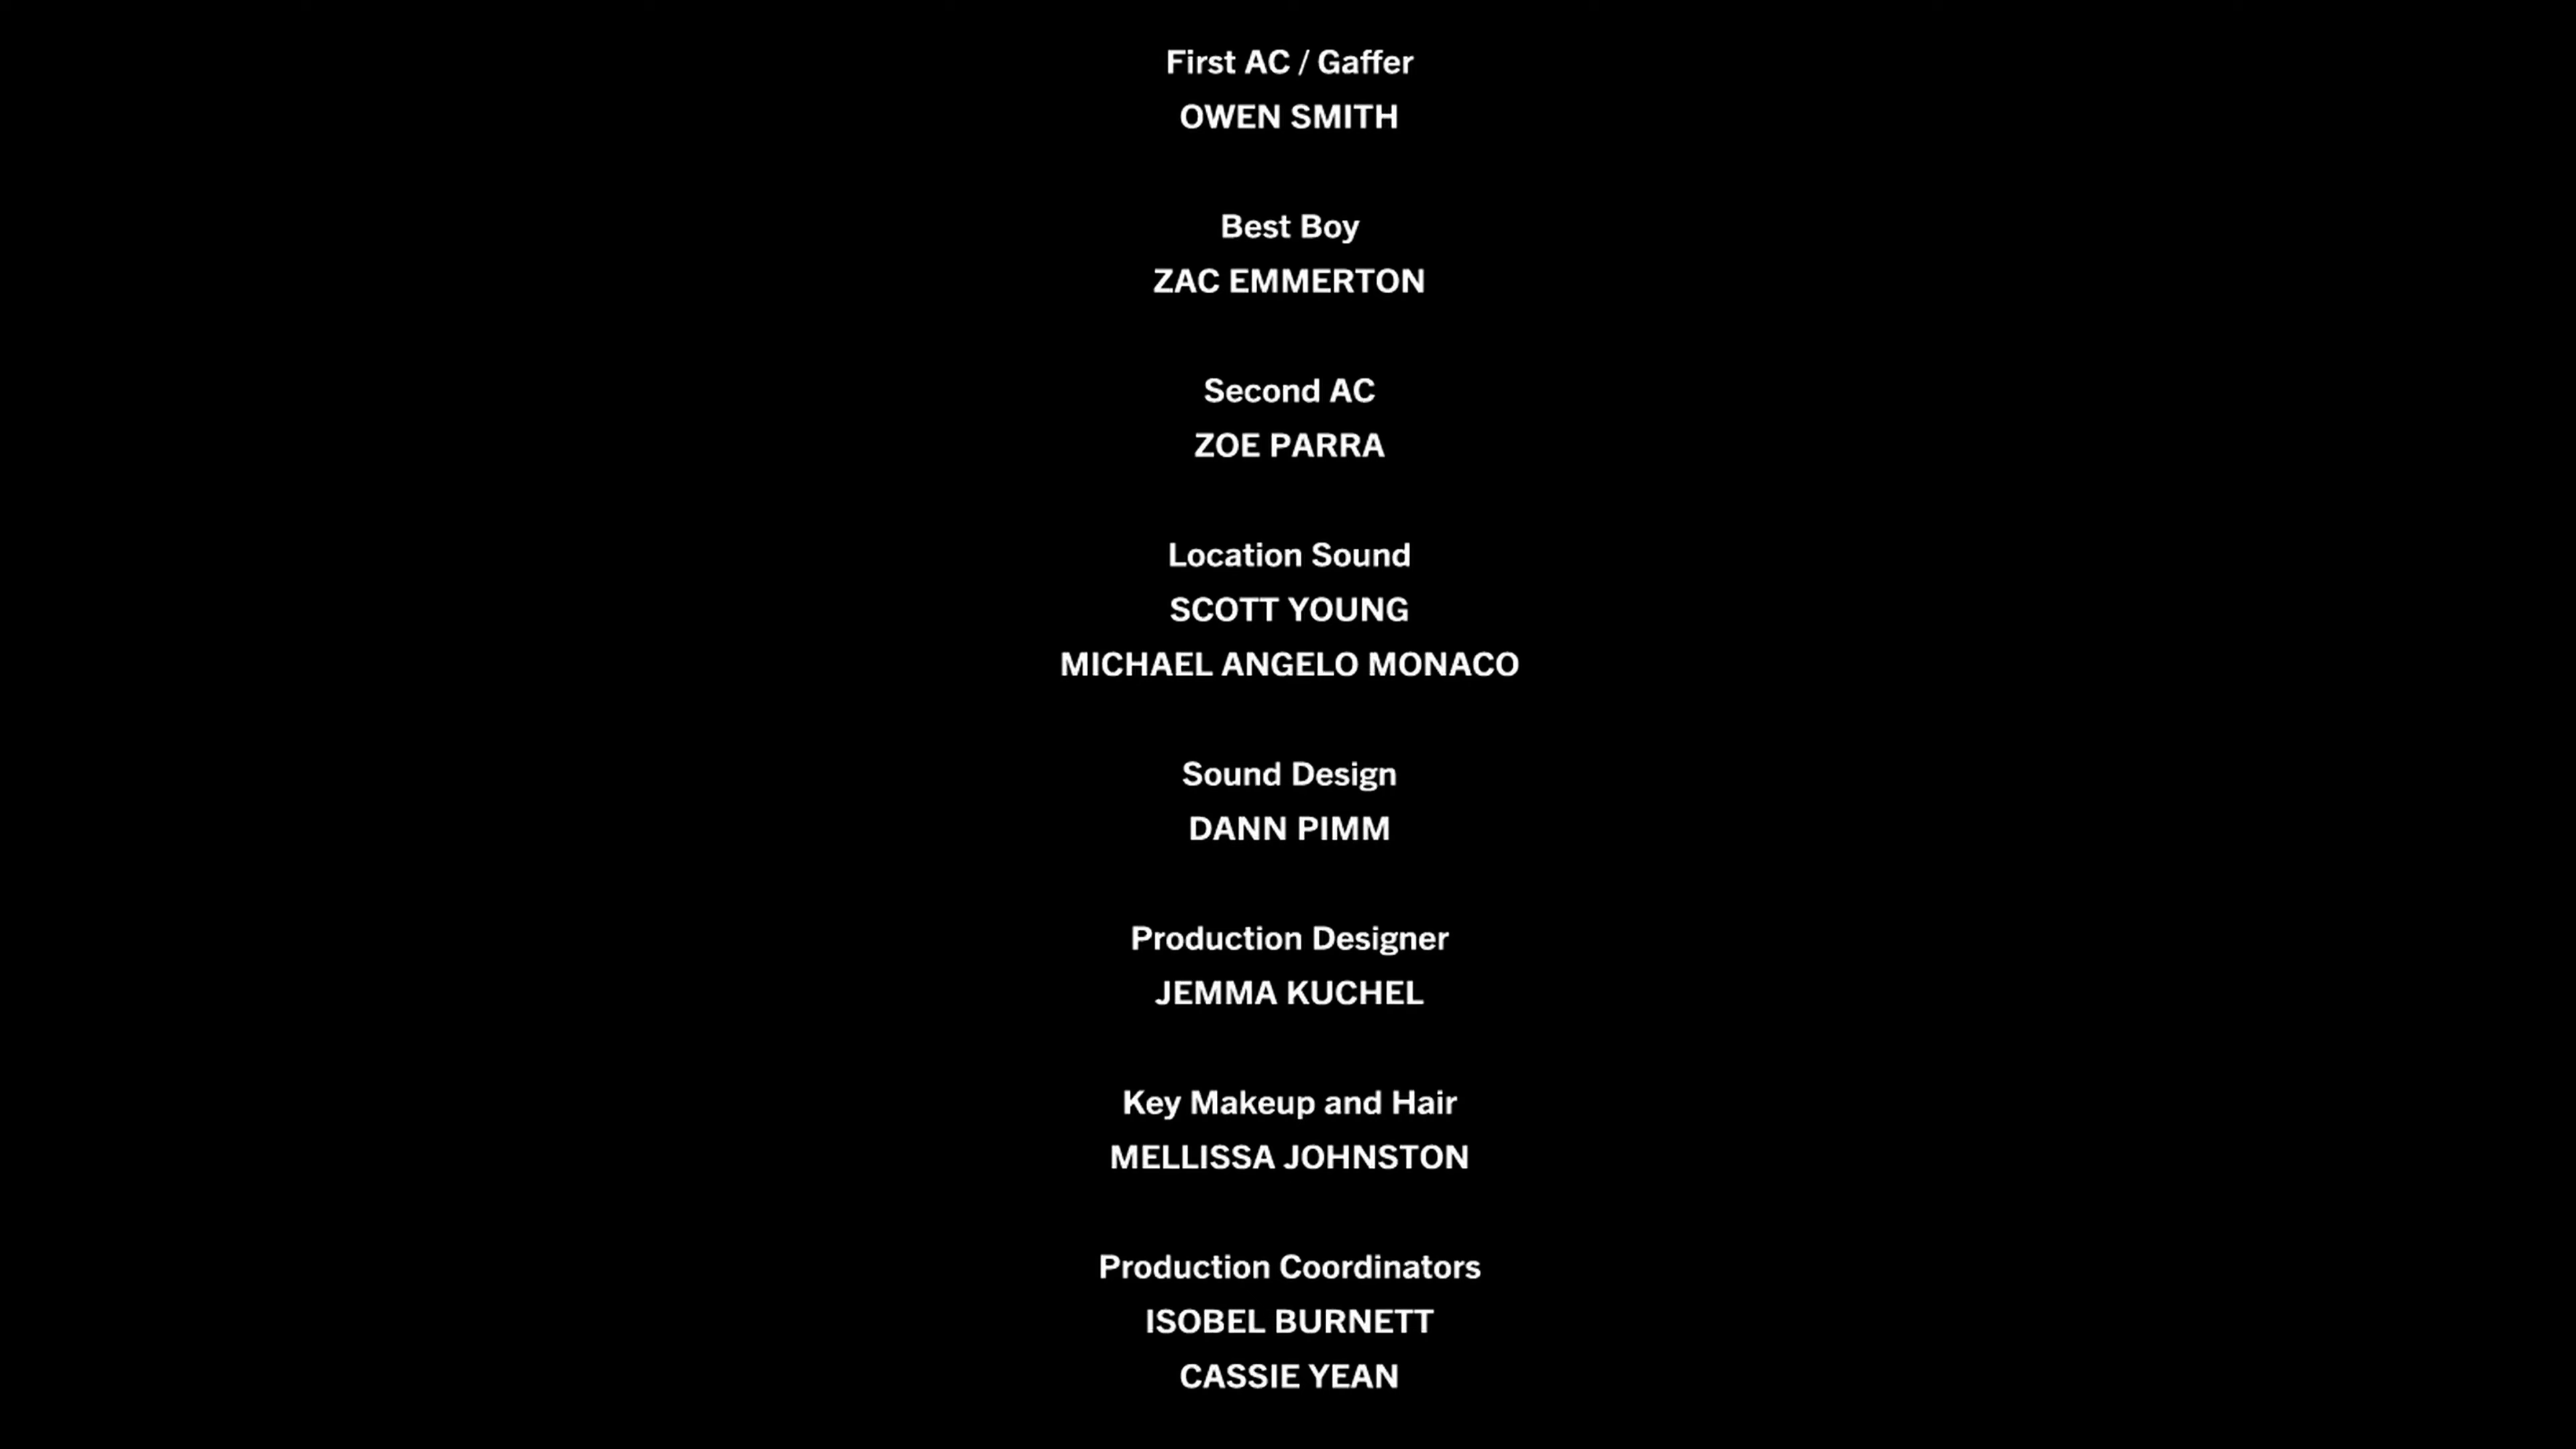 First AC / Gaffer
OWEN SMITH
Best Boy
ZAC EMMERTON
Second AC
ZOE PARRA
Location Sound
SCOTT YOUNG
MICHAEL ANGELO MONACO
Sound Design
DANN PIMM
Production Designer
JEMMA KUCHEL
Key Makeup and Hair
MELLISSA JOHNSTON
Production Coordinators
ISOBEL BURNETT
CASSIE YEAN